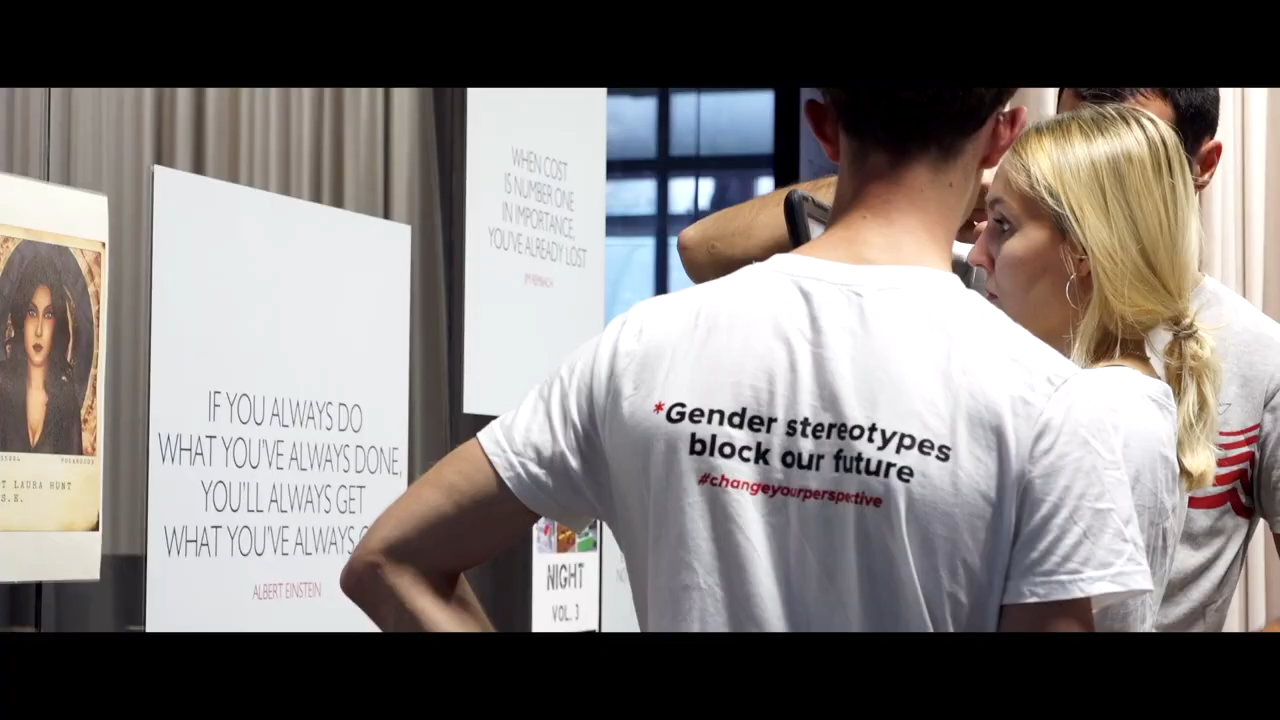 T LAURA HUNT
S.E.
IF YOU ALWAYS DO
WHAT YOU'VE ALWAYS DONE,
YOU'LL ALWAYS GET
WHAT YOU'VE ALWAYS
ALBERT EINSTEIN
WHEN COST
IS NUMBER ONE
IN IMPORTANCE,
YOU'VE ALREADY LOST
NIGHT
VOL. 3
*Gender stereotypes
block our future
#changeyourperspective